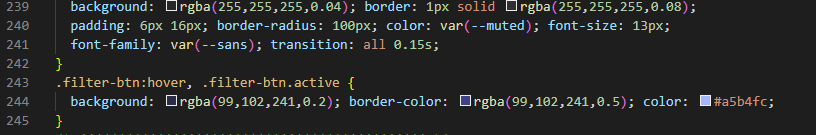 239 background: rgba(255,255,255,0.04); border: 1px solid rgba(255,255,255,0.08);
240 padding: 6px 16px; border-radius: 100px; color: var(--muted); font-size: 13px;
241 font-family: var(--sans); transition: all 0.15s;
242 }
243 .filter-btn:hover, .filter-btn.active {
244 background: rgba(99,102,241,0.2); border-color: rgba(99,102,241,0.5); color: #a5b4fc;
245 }